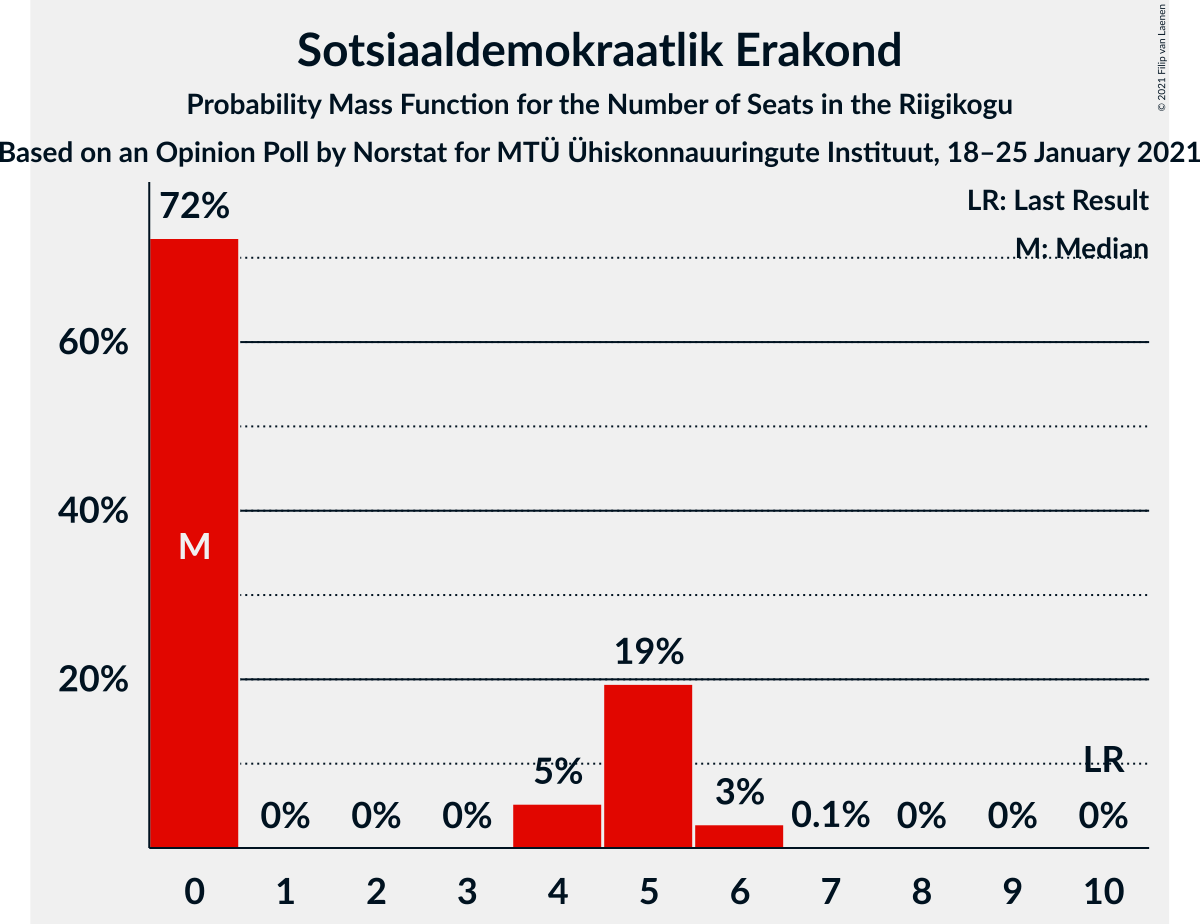 Sotsiaaldemokraatlik Erakond
Probability Mass Function for the Number of Seats in the Riigikogu
Based on an Opinion Poll by Norstat for MTÜ Ühiskonnauuringute Instituut, 18–25 January 2021
© 2021 Filip van Laenen
LR: Last Result
M: Median
72%
60%
40%
M
20%
19%
LR
5%
3%
0% 0% 0% 0.1% 0% 0% 0%
0 1 2 3 4 5 6 7 8 9 10